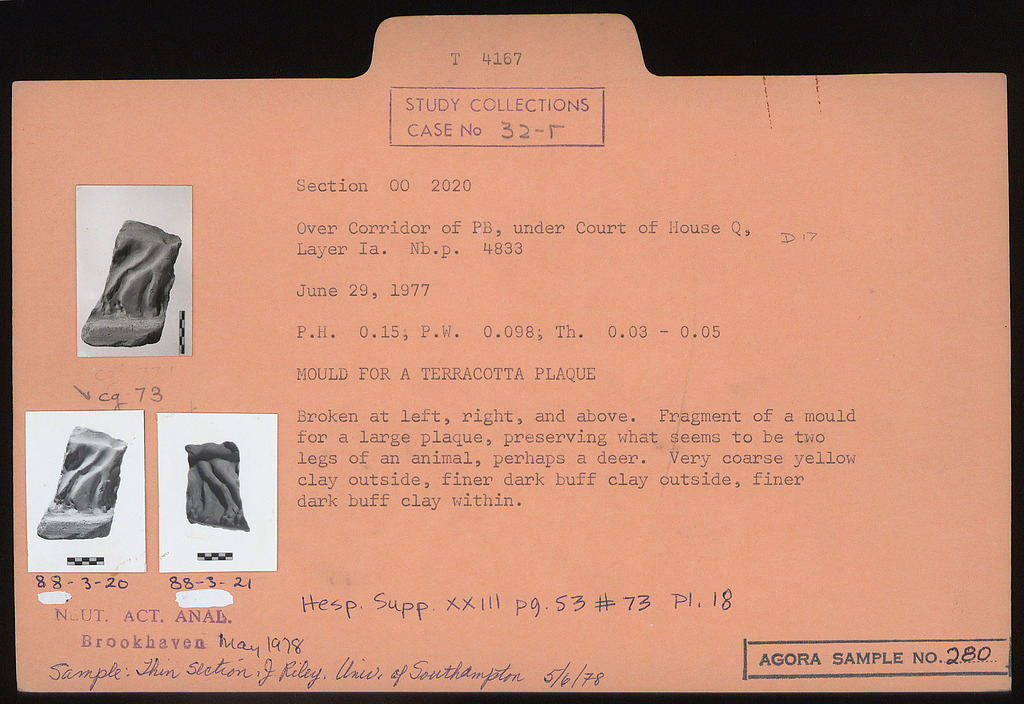 T 4167
STUDY COLLECTIONS
CASE No 32-Γ
Section OO 2020
Over Corridor of PB, under Court of House Q, D 17
Layer Ia. Nb.p. 4833
June 29, 1977
P.H. 0.15; P.W. 0.098; Th. 0.03 - 0.05
MOULD FOR A TERRACOTTA PLAQUE
cg 73
Broken at left, right, and above. Fragment of a mould
for a large plaque, preserving what seems to be two
legs of an animal, perhaps a deer. Very coarse yellow
clay outside, finer dark buff clay outside, finer
dark buff clay within.
88-3-20 88-3-21
Hesp. Supp. XXIII pg. 53 # 73 Pl. 18
NEUT. ACT. ANAL.
Brookhaven May 1978
Sample: Thin Section: J. Riley, Univ. of Southampton 5/6/78
AGORA SAMPLE NO. 280